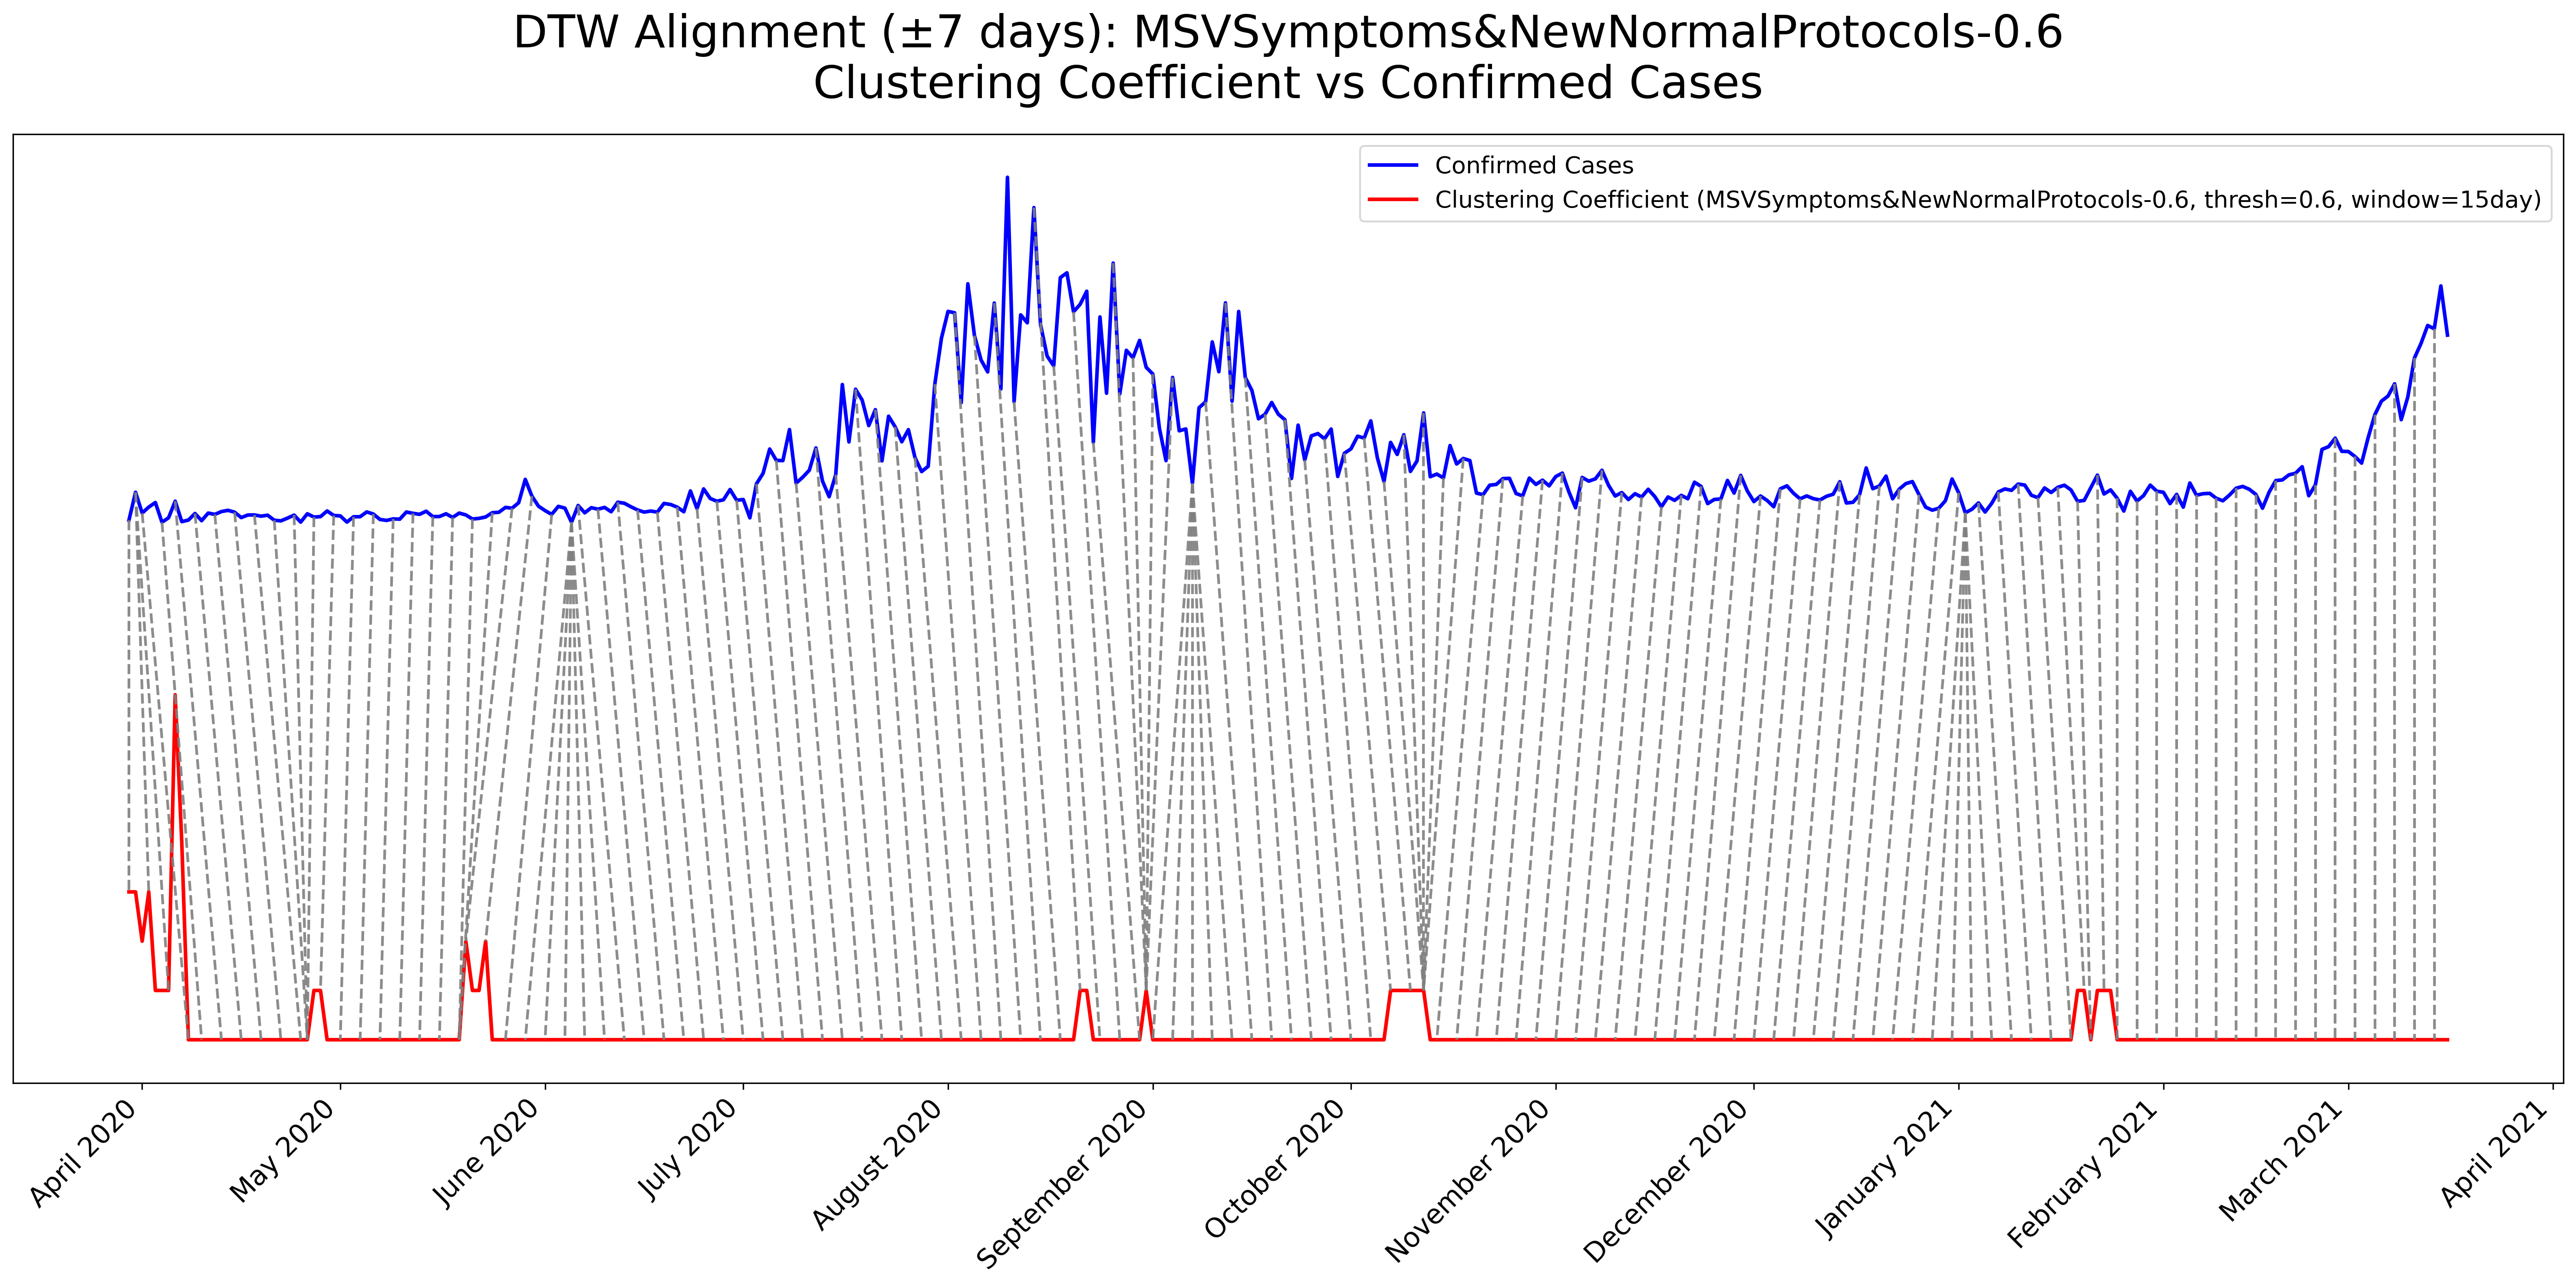 DTW Alignment (±7 days): MSVSymptoms&NewNormalProtocols-0.6
Clustering Coefficient vs Confirmed Cases
Confirmed Cases
Clustering Coefficient (MSVSymptoms&NewNormalProtocols-0.6, thresh=0.6, window=15day)
April 2020
May 2020
June 2020
July 2020
August 2020
September 2020
October 2020
November 2020
December 2020
January 2021
February 2021
March 2021
April 2021